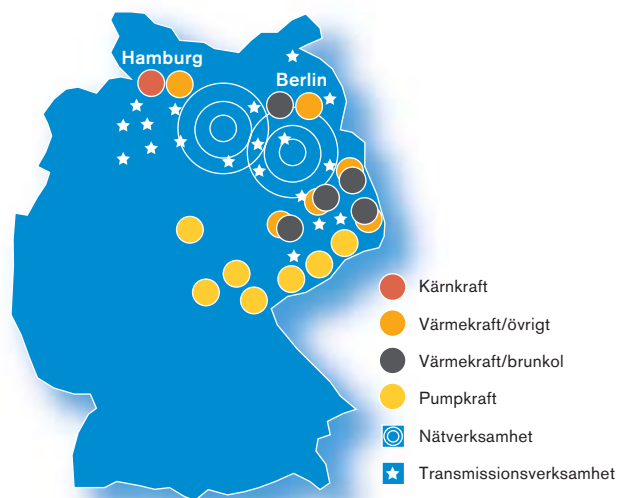 Hamburg
Berlin
Kärnkraft
Värmekraft/övrigt
Värmekraft/brunkol
Pumpkraft
Nätverksamhet
Transmissionsverksamhet